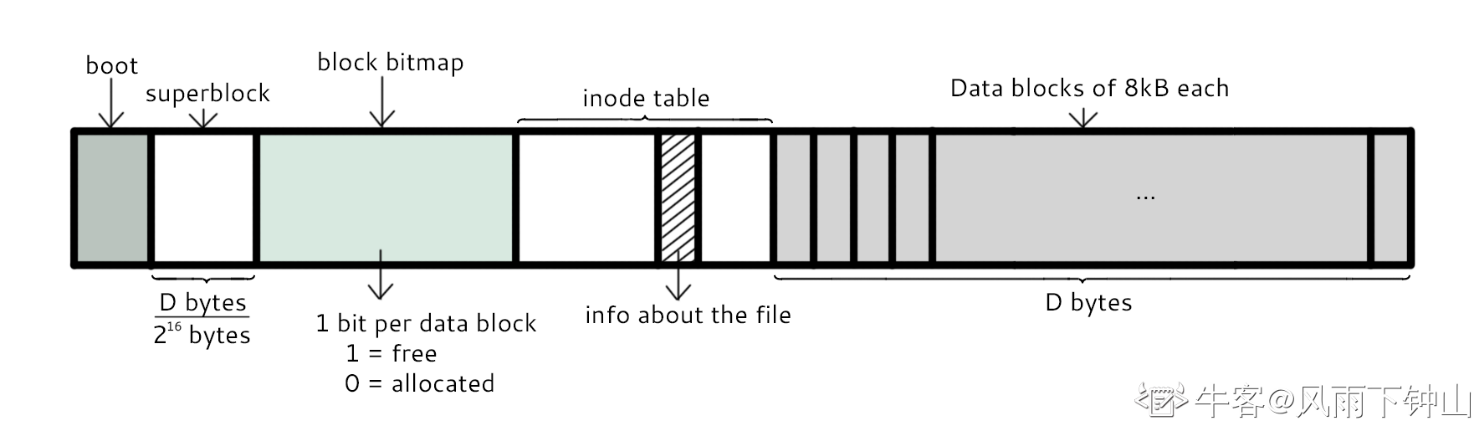 boot
superblock
block bitmap
inode table
Data blocks of 8kB each
...
D bytes
2¹⁶ bytes
1 bit per data block
1 = free
0 = allocated
info about the file
D bytes
牛客@风雨下钟山